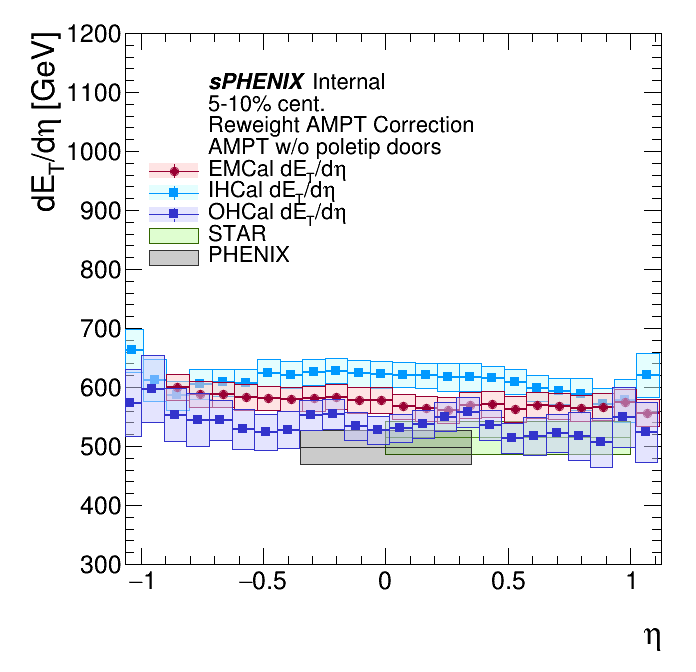 1200
1100
1000
900
800
700
600
500
400
300
dE_T/dη [GeV]
sPHENIX Internal
5-10% cent.
Reweight AMPT Correction
AMPT w/o poletip doors
EMCal dE_T/dη
IHCal dE_T/dη
OHCal dE_T/dη
STAR
PHENIX
−1 −0.5 0 0.5 1
η